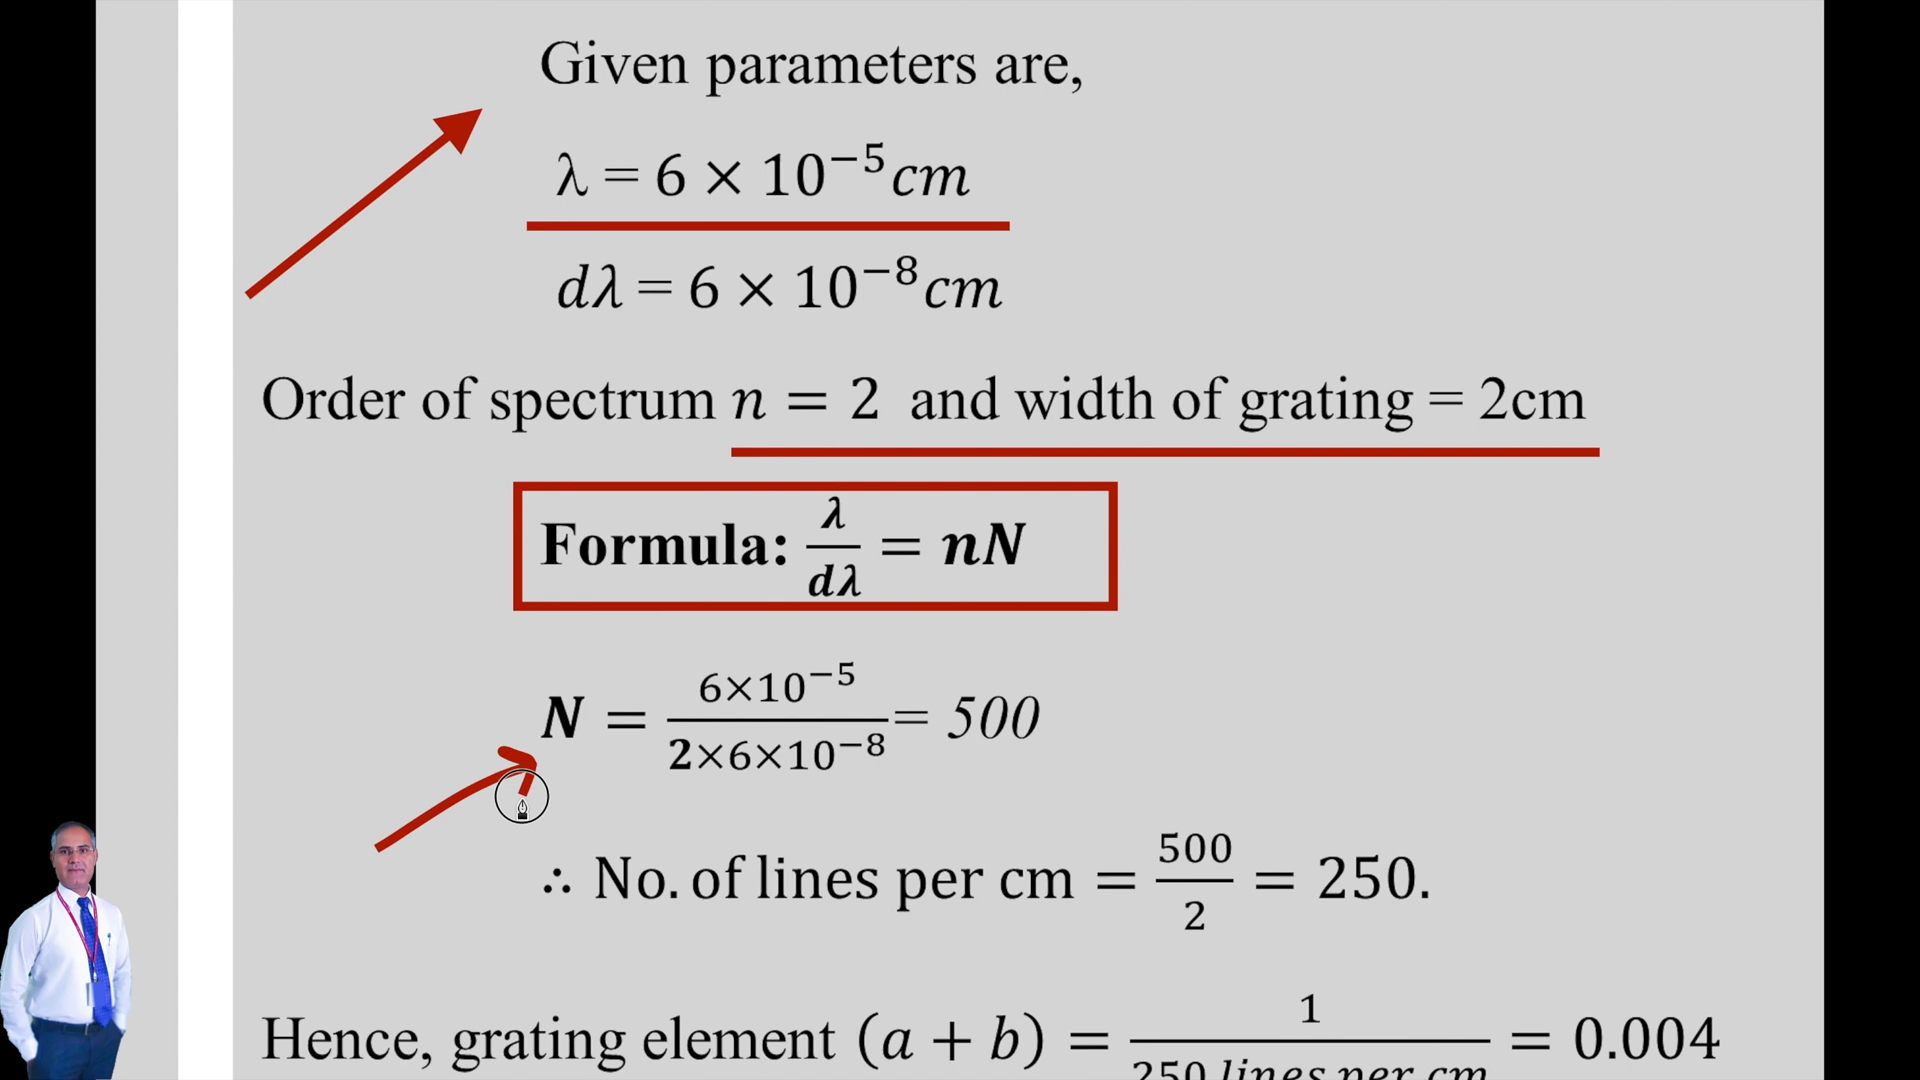 Given parameters are,
λ = 6 × 10⁻⁵cm
dλ = 6 × 10⁻⁸cm
Order of spectrum n = 2 and width of grating = 2cm
Formula: λ/dλ = nN
N = 6×10⁻⁵/2×6×10⁻⁸ = 500
∴ No. of lines per cm = 500/2 = 250.
Hence, grating element (a + b) = 1/250 lines per cm = 0.004